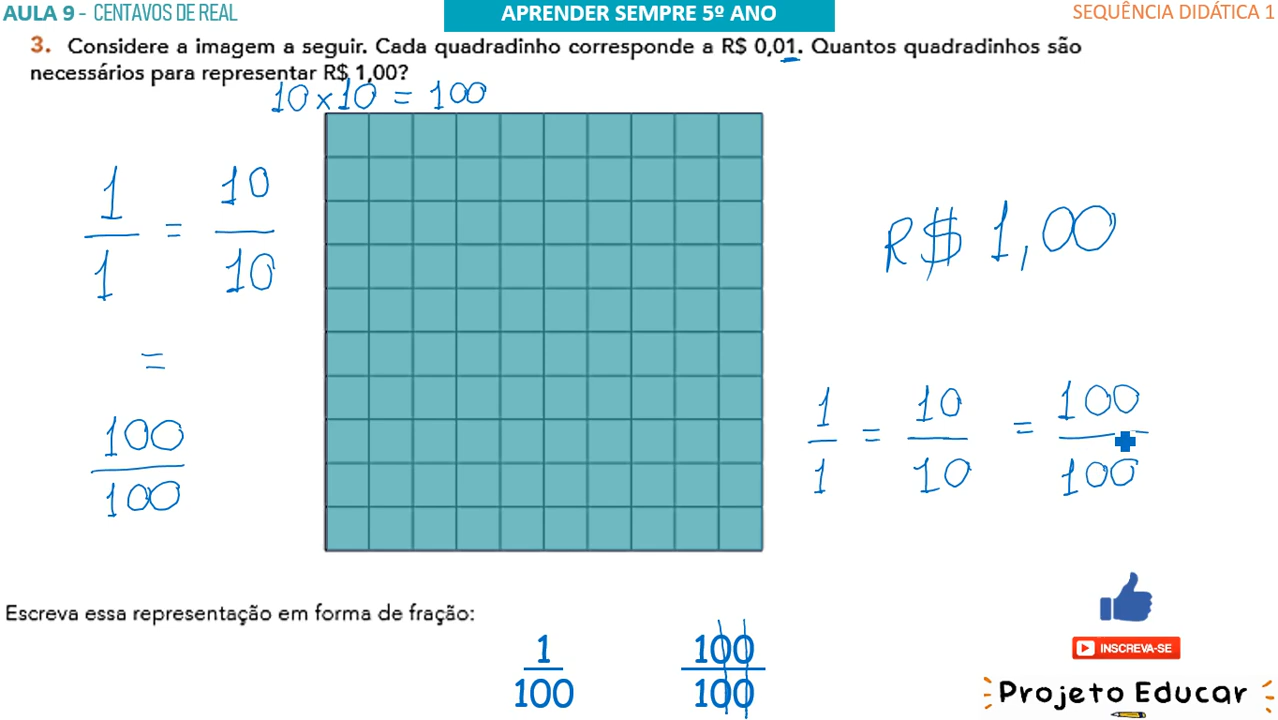 AULA 9 - CENTAVOS DE REAL
APRENDER SEMPRE 5º ANO
SEQUÊNCIA DIDÁTICA 1
3. Considere a imagem a seguir. Cada quadradinho corresponde a R$ 0,01. Quantos quadradinhos são
necessários para representar R$ 1,00?
10 x 10 = 100
1/1 = 10/10
=
100/100
R$ 1,00
1/1 = 10/10 = 100/100
Escreva essa representação em forma de fração:
1/100
100/100
INSCREVA-SE
Projeto Educar